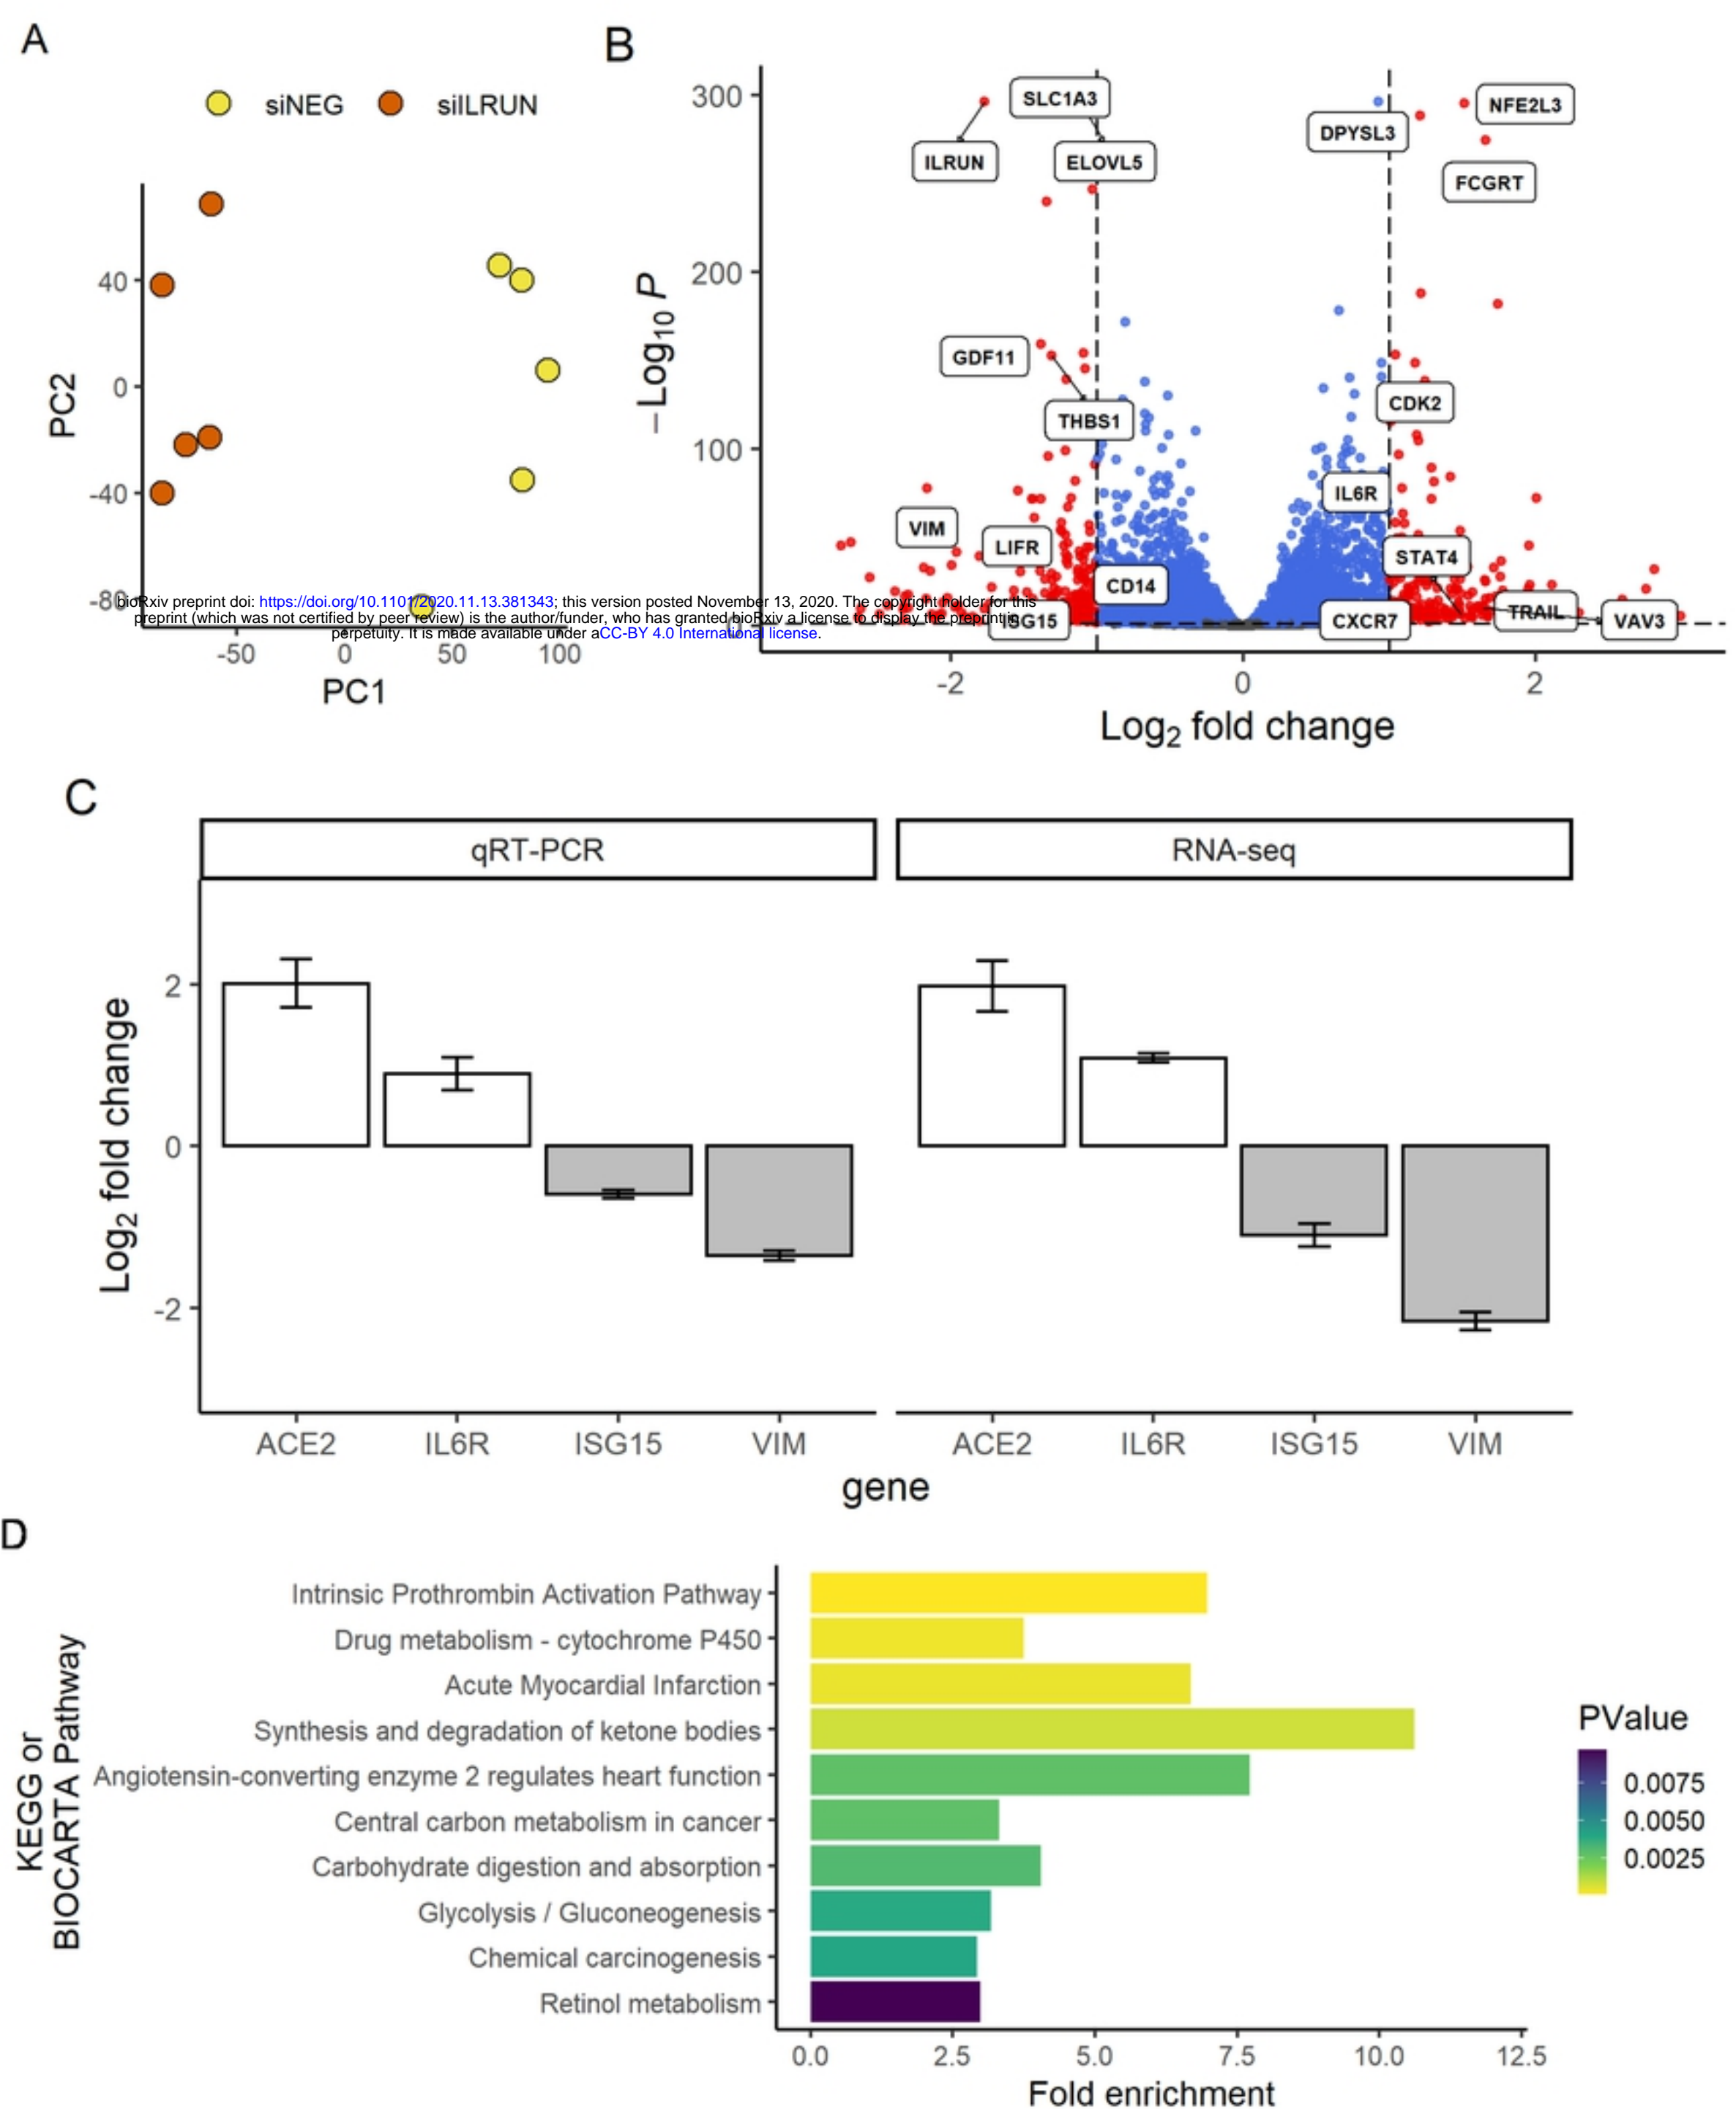 A
siNEG siILRUN
PC2
40
0
-40
-80
-50 0 50 100
PC1
B
– Log10 P
300
200
100
0
SLC1A3
ILRUN
ELOVL5
DPYSL3
NFE2L3
FCGRT
GDF11
THBS1
CDK2
IL6R
VIM
LIFR
STAT4
CD14
ISG15
CXCR7
TRAIL
VAV3
-2 0 2
Log2 fold change
bioRxiv preprint doi: https://doi.org/10.1101/2020.11.13.381343; this version posted November 13, 2020. The copyright holder for this
preprint (which was not certified by peer review) is the author/funder, who has granted bioRxiv a license to display the preprint in
perpetuity. It is made available under aCC-BY 4.0 International license.
C
qRT-PCR RNA-seq
Log2 fold change
2
0
-2
ACE2 IL6R ISG15 VIM ACE2 IL6R ISG15 VIM
gene
D
KEGG or
BIOCARTA Pathway
Intrinsic Prothrombin Activation Pathway
Drug metabolism - cytochrome P450
Acute Myocardial Infarction
Synthesis and degradation of ketone bodies
Angiotensin-converting enzyme 2 regulates heart function
Central carbon metabolism in cancer
Carbohydrate digestion and absorption
Glycolysis / Gluconeogenesis
Chemical carcinogenesis
Retinol metabolism
0.0 2.5 5.0 7.5 10.0 12.5
Fold enrichment
PValue
0.0075
0.0050
0.0025